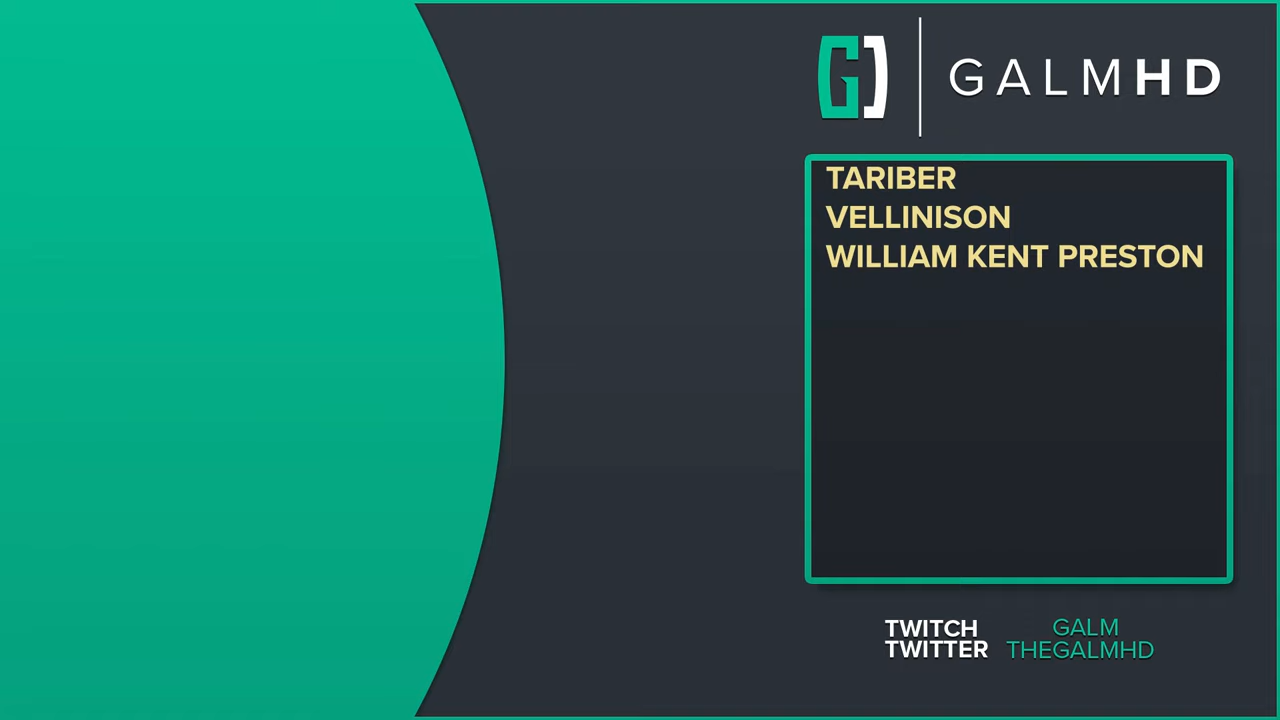 GALMHD
TARIBER
VELLINISON
WILLIAM KENT PRESTON
TWITCH GALM
TWITTER THEGALMHD